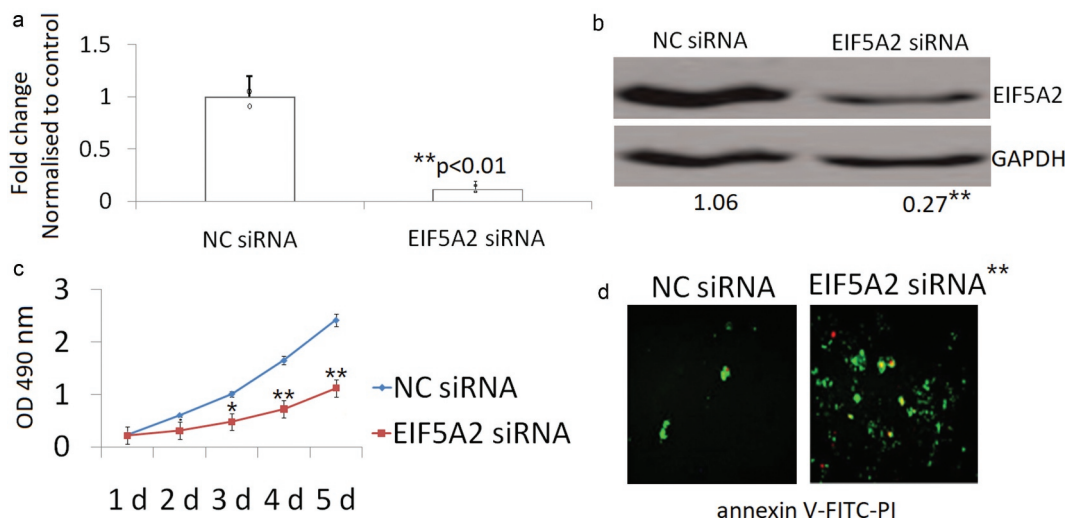 a
Fold change
Normalised to control
1.5
1
0.5
0
**p<0.01
NC siRNA
EIF5A2 siRNA
b
NC siRNA
EIF5A2 siRNA
EIF5A2
GAPDH
1.06
0.27**
c
OD 490 nm
3
2
1
0
*
**
**
NC siRNA
EIF5A2 siRNA
1 d 2 d 3 d 4 d 5 d
d
NC siRNA
EIF5A2 siRNA**
annexin V-FITC-PI